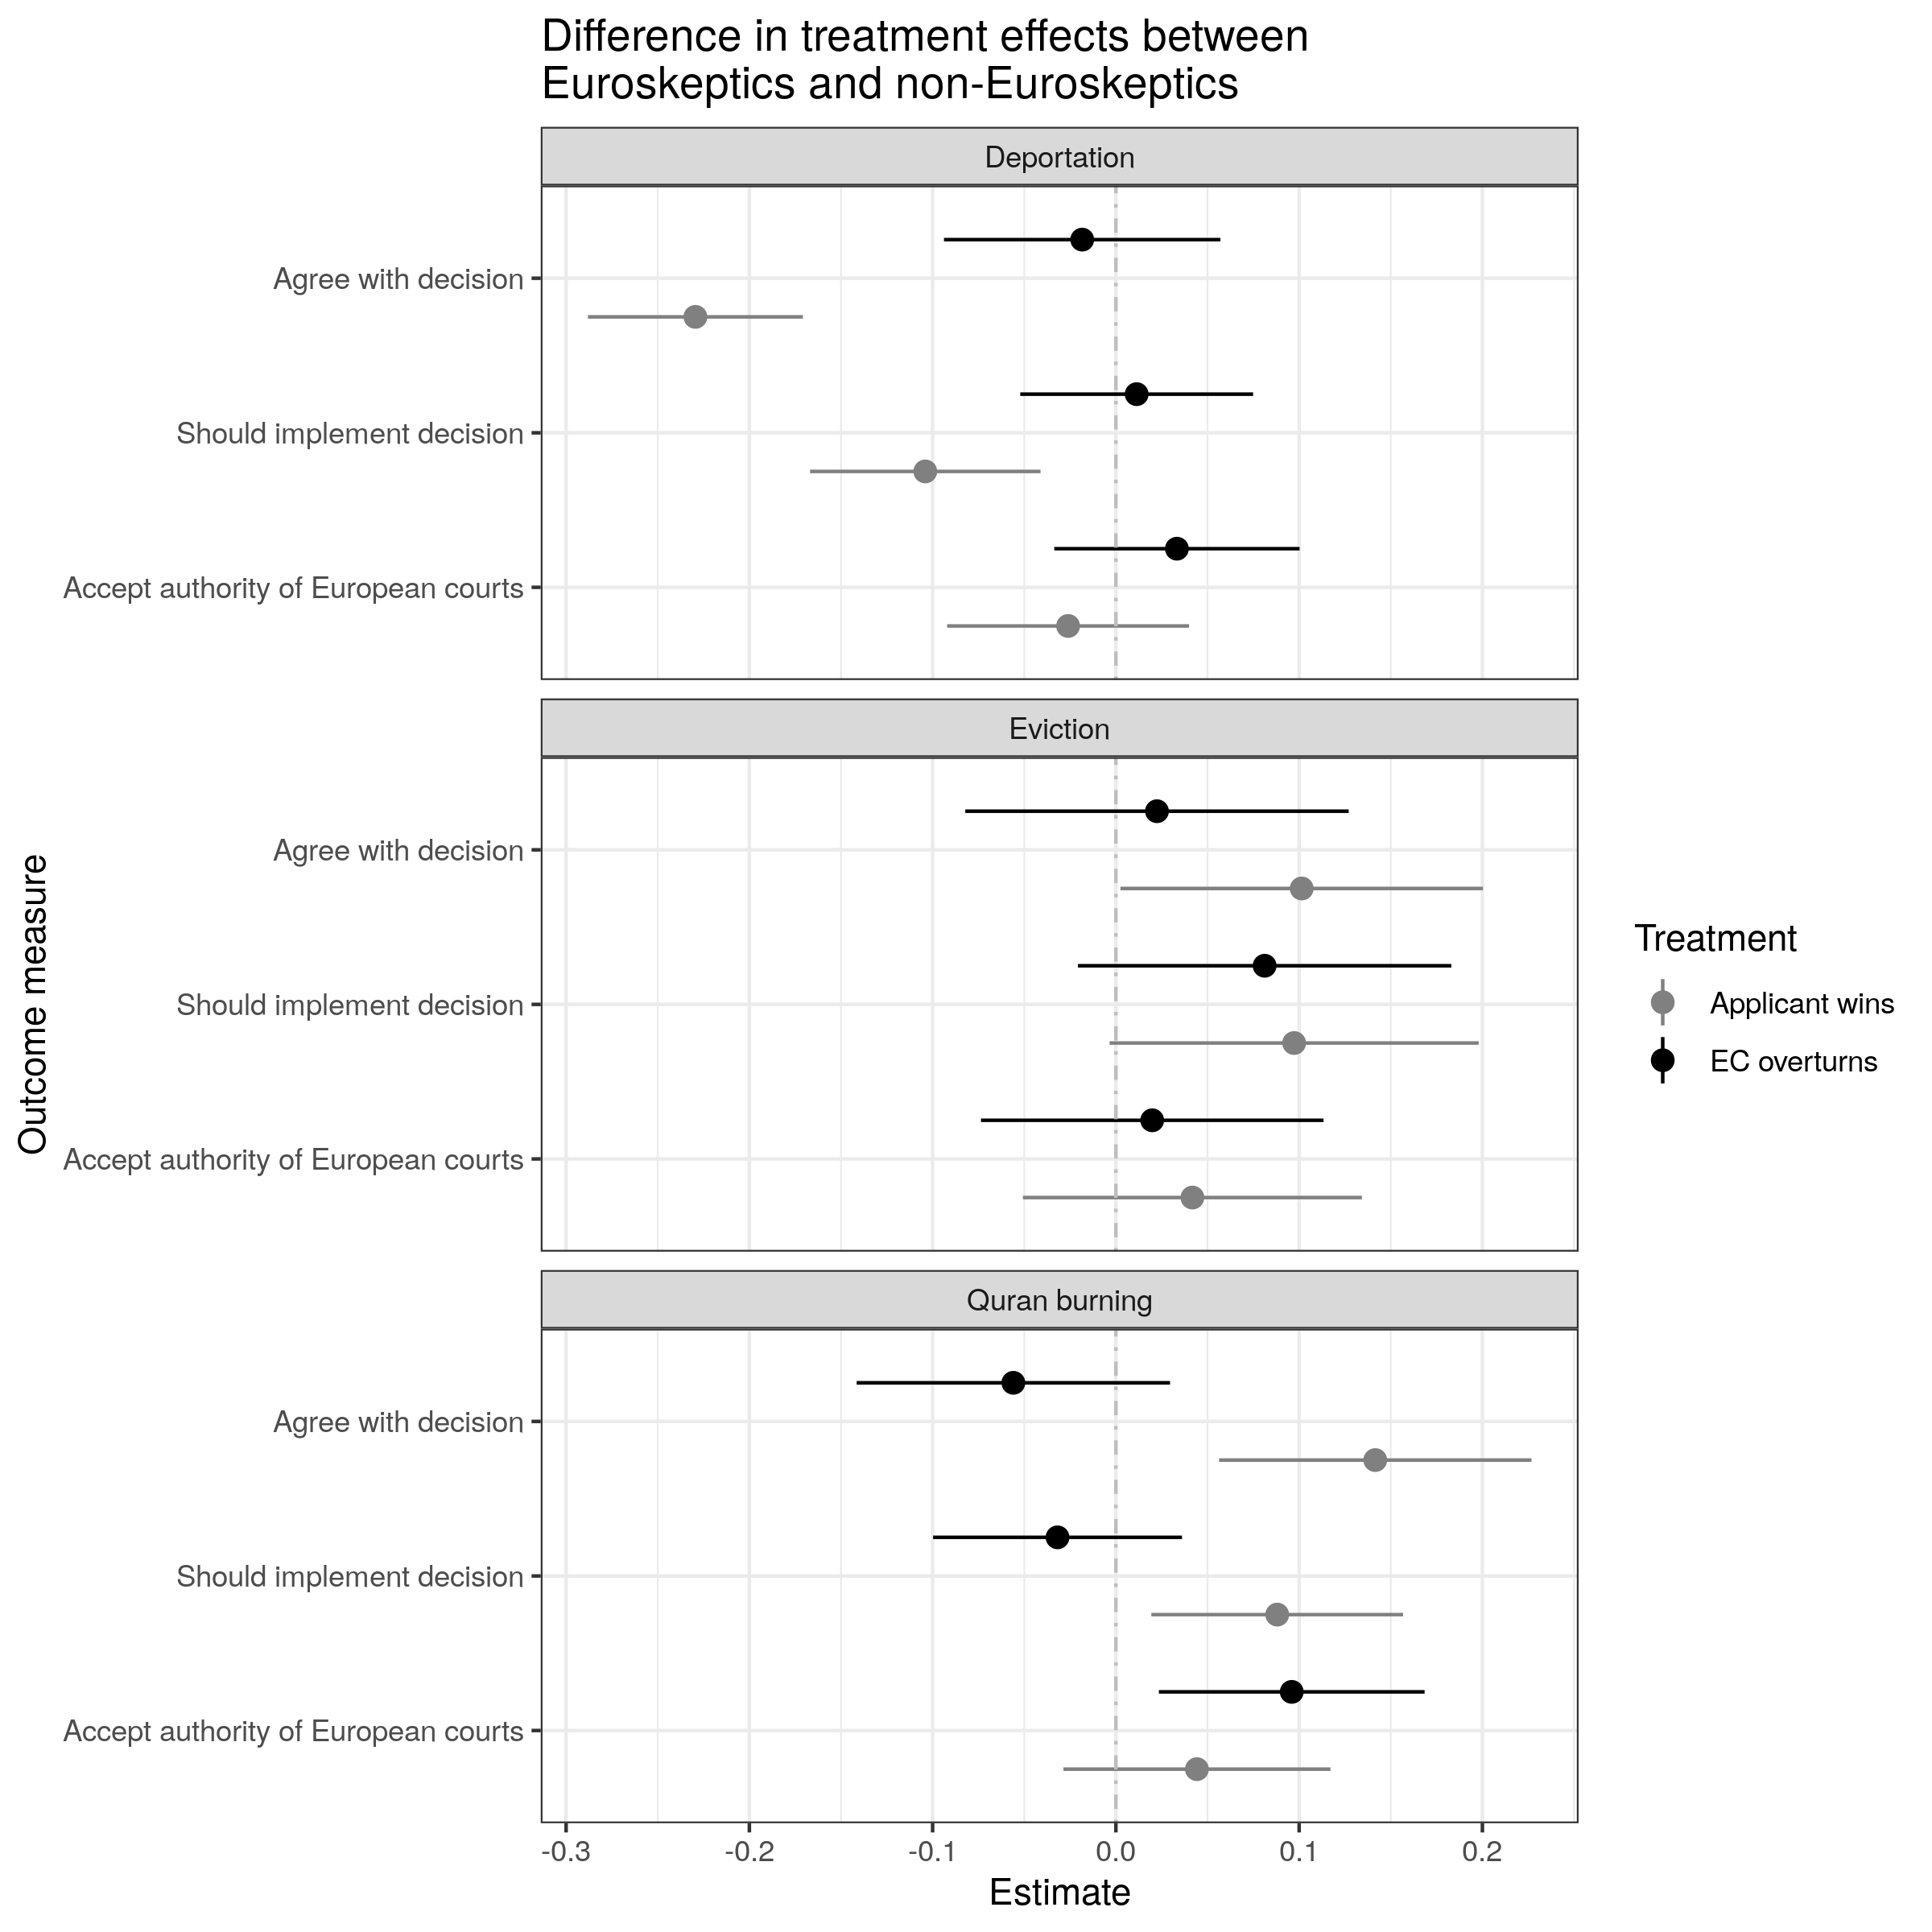 Difference in treatment effects between
Euroskeptics and non-Euroskeptics
Deportation
Agree with decision
Should implement decision
Accept authority of European courts
Eviction
Agree with decision
Should implement decision
Accept authority of European courts
Quran burning
Agree with decision
Should implement decision
Accept authority of European courts
-0.3 -0.2 -0.1 0.0 0.1 0.2
Estimate
Outcome measure
Treatment
Applicant wins
EC overturns